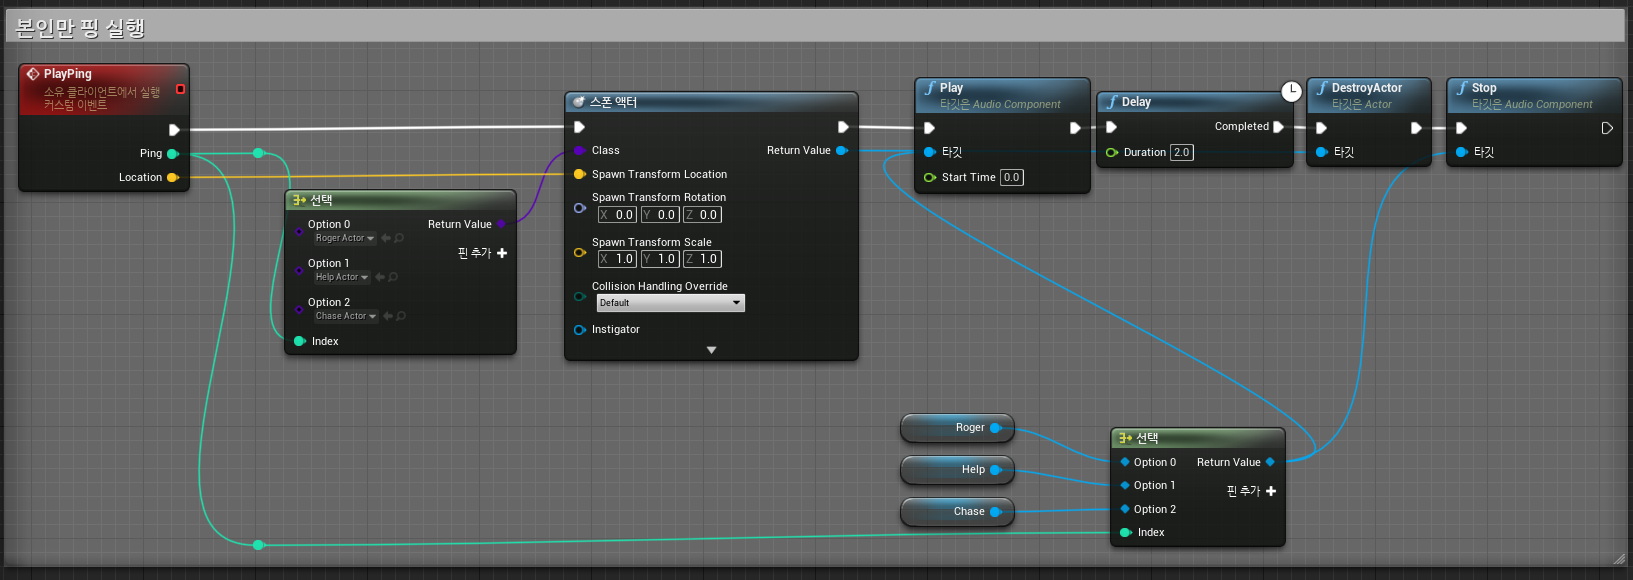 본인만 핑 실행
PlayPing
소유 클라이언트에서 실행
커스텀 이벤트
Ping
Location
선택
Option 0
Roger Actor
Option 1
Help Actor
Option 2
Chase Actor
Index
Return Value
핀 추가
스폰 액터
Class
Return Value
Spawn Transform Location
Spawn Transform Rotation
X 0.0 Y 0.0 Z 0.0
Spawn Transform Scale
X 1.0 Y 1.0 Z 1.0
Collision Handling Override
Default
Instigator
Play
타깃은 Audio Component
타깃
Start Time 0.0
Delay
Completed
Duration 2.0
DestroyActor
타깃은 Actor
타깃
Stop
타깃은 Audio Component
타깃
Roger
Help
Chase
선택
Option 0 Return Value
Option 1
핀 추가
Option 2
Index